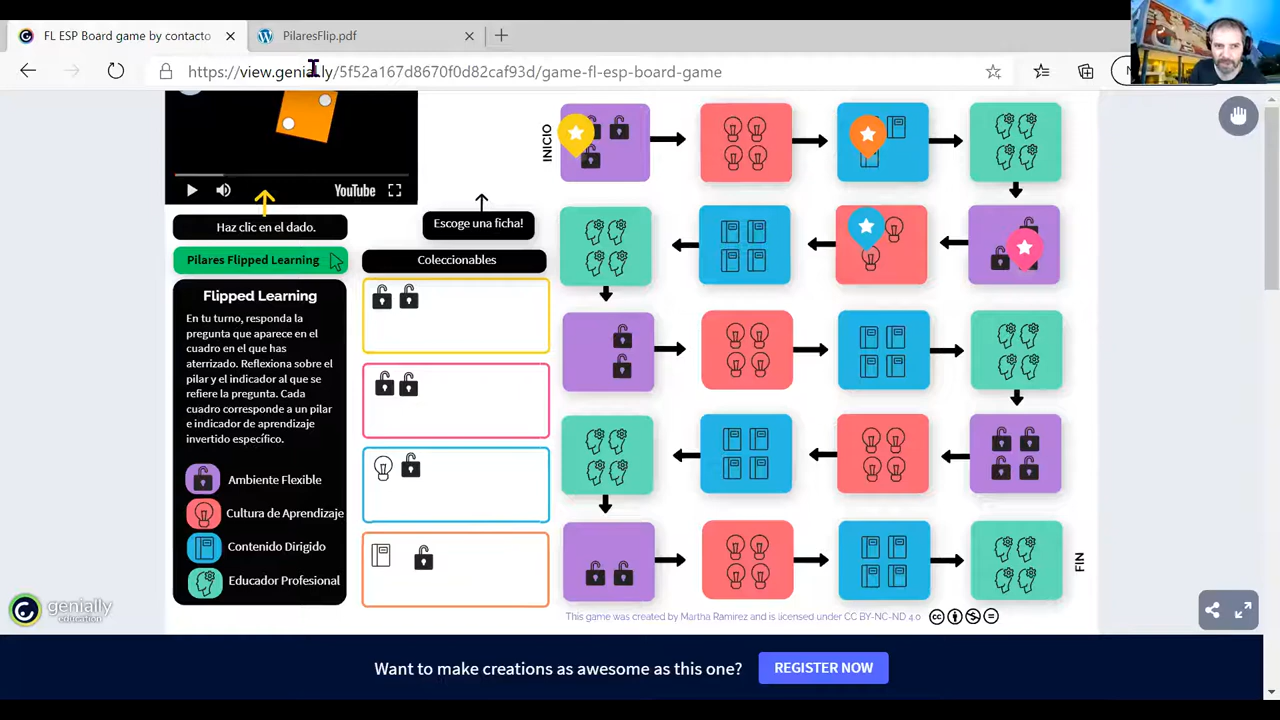 FL ESP Board game by contacto
PilaresFlip.pdf
https://view.genial.ly/5f52a167d8670f0d82caf93d/game-fl-esp-board-game
YouTube
Haz clic en el dado.
Escoge una ficha!
INICIO
Pilares Flipped Learning
Coleccionables
Flipped Learning
En tu turno, responda la
pregunta que aparece en el
cuadro en el que has
aterrizado. Reflexiona sobre el
pilar y el indicador al que se
refiere la pregunta. Cada
cuadro corresponde a un pilar
e indicador de aprendizaje
invertido específico.
Ambiente Flexible
Cultura de Aprendizaje
Contenido Dirigido
Educador Profesional
FIN
genially
education
This game was created by Martha Ramirez and is licensed under CC BY-NC-ND 4.0
Want to make creations as awesome as this one?
REGISTER NOW